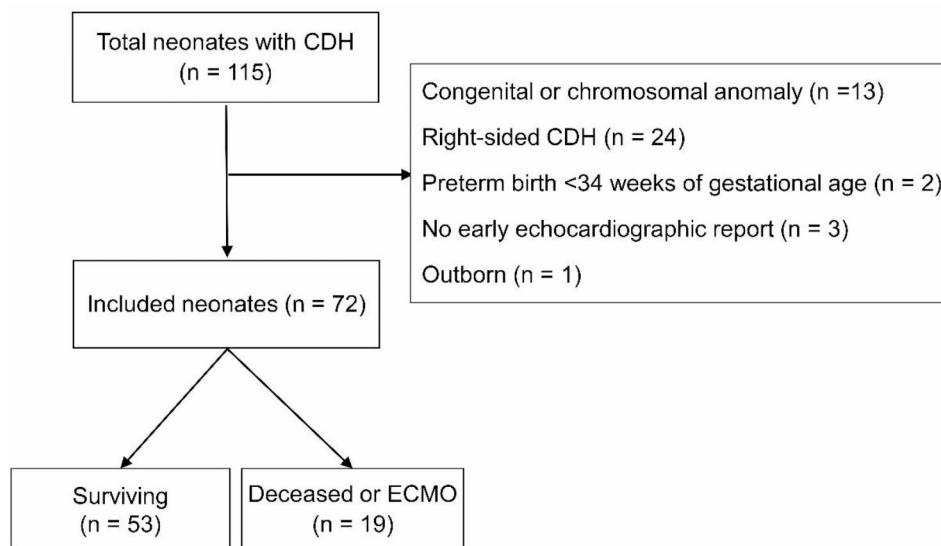 Total neonates with CDH
(n = 115)
Congenital or chromosomal anomaly (n =13)
Right-sided CDH (n = 24)
Preterm birth <34 weeks of gestational age (n = 2)
No early echocardiographic report (n = 3)
Outborn (n = 1)
Included neonates (n = 72)
Surviving
(n = 53)
Deceased or ECMO
(n = 19)